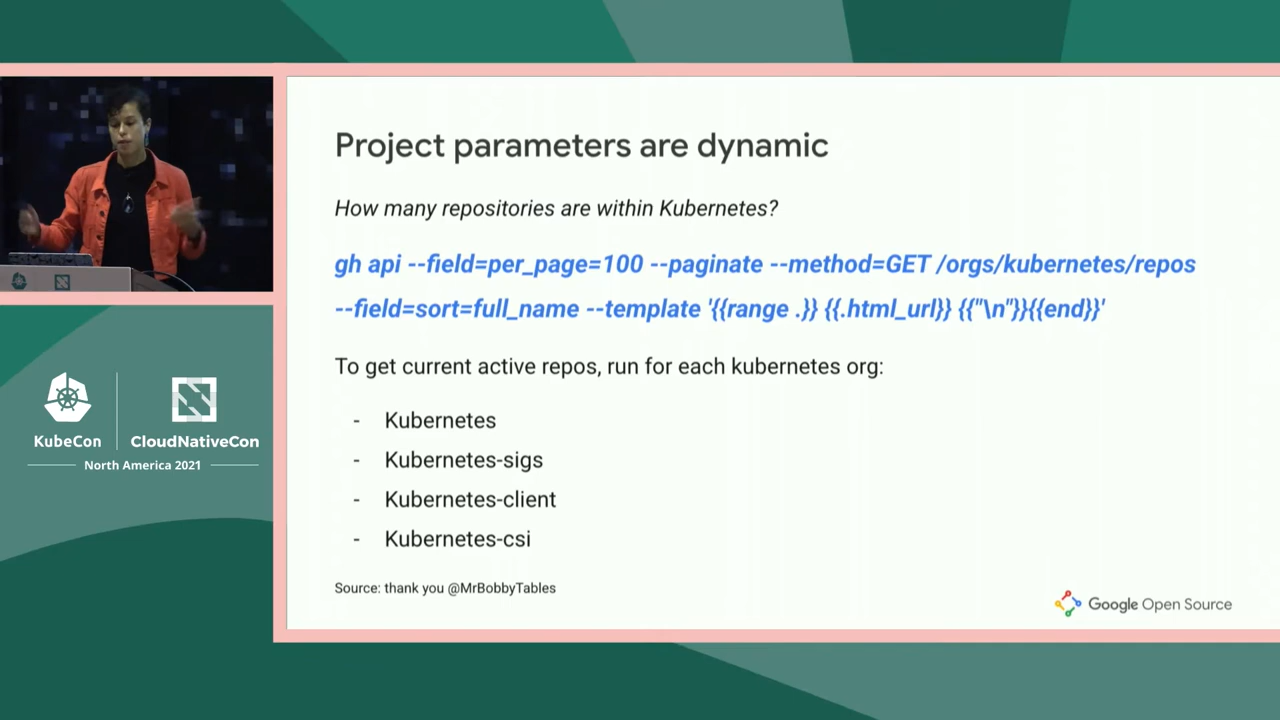 Project parameters are dynamic
How many repositories are within Kubernetes?
gh api --field=per_page=100 --paginate --method=GET /orgs/kubernetes/repos
--field=sort=full_name --template '{{range .}} {{.html_url}} {{"\n"}}{{end}}'
To get current active repos, run for each kubernetes org:
- Kubernetes
- Kubernetes-sigs
- Kubernetes-client
- Kubernetes-csi
Source: thank you @MrBobbyTables
Google Open Source
KubeCon
CloudNativeCon
North America 2021